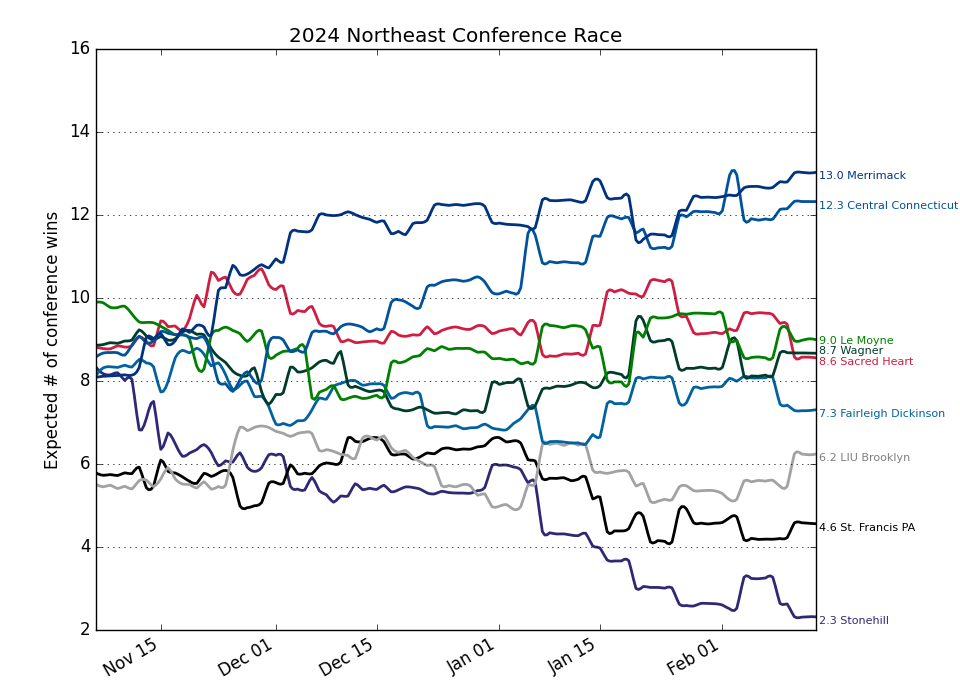 2024 Northeast Conference Race
Expected # of conference wins
16
14
12
10
8
6
4
2
13.0 Merrimack
12.3 Central Connecticut
9.0 Le Moyne
8.7 Wagner
8.6 Sacred Heart
7.3 Fairleigh Dickinson
6.2 LIU Brooklyn
4.6 St. Francis PA
2.3 Stonehill
Nov 15
Dec 01
Dec 15
Jan 01
Jan 15
Feb 01